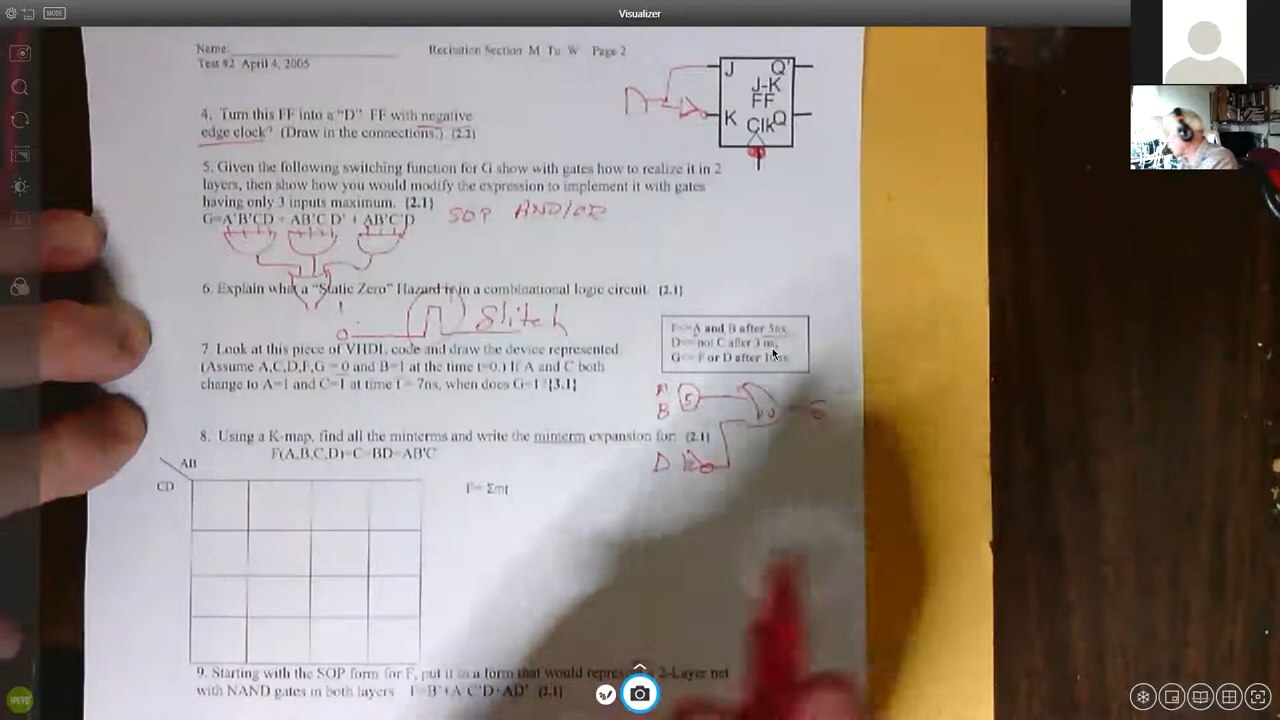 MODE
Visualizer
Name:
Recitation Section M Tu W Page 2
Test #2 April 4, 2005
J
Q'
J-K
FF
K
Clk
Q
D
4. Turn this FF into a "D" FF with negative
edge clock? (Draw in the connections.) {2.2}
5. Given the following switching function for G show with gates how to realize it in 2
layers, then show how you would modify the expression to implement it with gates
having only 3 inputs maximum. {2.1}
G=A'B'CD + AB'C D' + AB'C'D
SOP AND/OR
6. Explain what a "Static Zero" Hazard is in a combinational logic circuit. {2.1}
1
0
Glitch
F<=A and B after 5ns,
D<=not C after 3 ns,
G<= F or D after 10ns.
7. Look at this piece of VHDL code and draw the device represented.
(Assume A,C,D,F,G = 0 and B=1 at the time t=0.) If A and C both
change to A=1 and C=1 at time t = 7ns, when does G=1? {3.1}
A
B
5
10
G
D
8. Using a K-map, find all the minterms and write the minterm expansion for: {2.1}
F(A,B,C,D)=C=BD=AB'C
AB
CD
F= Σm(
9. Starting with the SOP form for F, put it in a form that would represent a 2-Layer net
with NAND gates in both layers F=B'+A C'D+AD' {2.1}
IPEVO